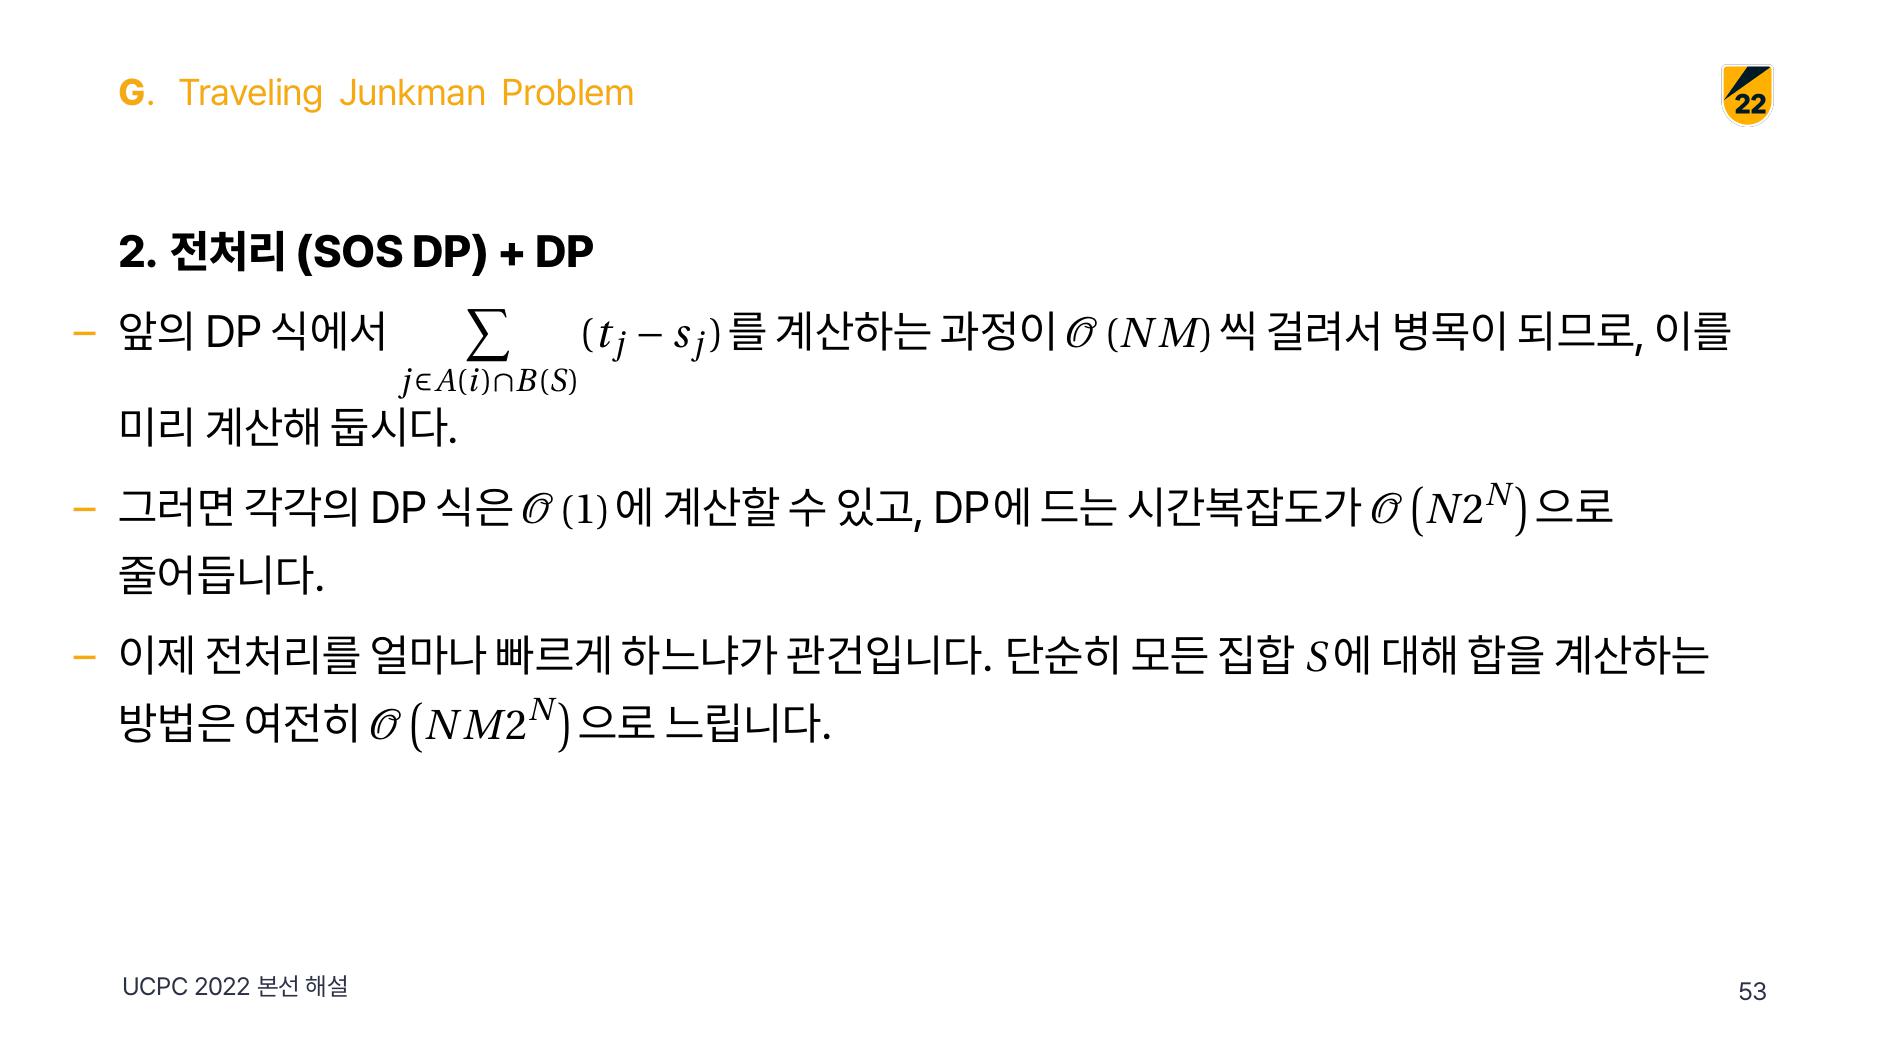 G. Traveling Junkman Problem
22
2. 전처리 (SOS DP) + DP
– 앞의 DP 식에서 ∑_{j∈A(i)∩B(S)} (t_j − s_j)를 계산하는 과정이 𝒪 (NM)씩 걸려서 병목이 되므로, 이를
미리 계산해 둡시다.
– 그러면 각각의 DP 식은 𝒪 (1)에 계산할 수 있고, DP에 드는 시간복잡도가 𝒪 (N2^N)으로
줄어듭니다.
– 이제 전처리를 얼마나 빠르게 하느냐가 관건입니다. 단순히 모든 집합 S에 대해 합을 계산하는
방법은 여전히 𝒪 (NM2^N)으로 느립니다.
UCPC 2022 본선 해설
53